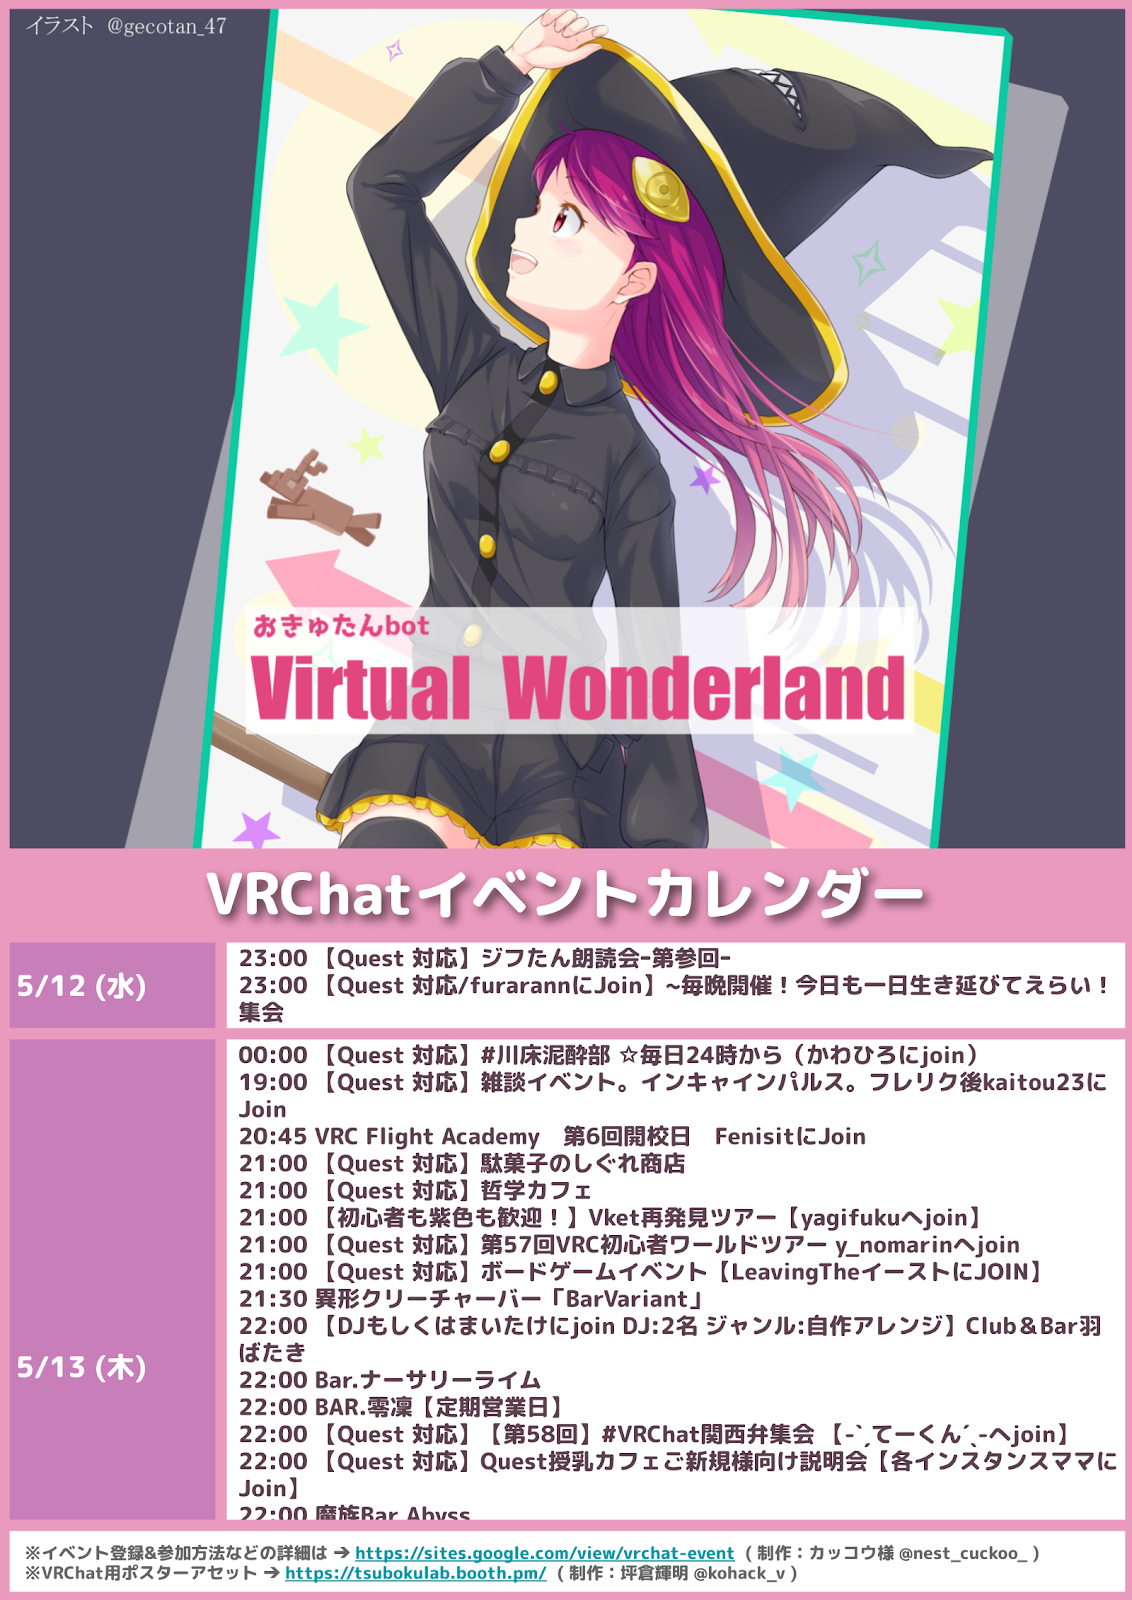 イラスト @gecotan_47
おきゅたんbot
Virtual Wonderland
VRChatイベントカレンダー
5/12 (水)
23:00 【Quest 対応】ジフたん朗読会-第参回-
23:00 【Quest 対応/furarannにJoin】~毎晩開催！今日も一日生き延びてえらい！
集会
5/13 (木)
00:00 【Quest 対応】#川床泥酔部 ☆毎日24時から（かわひろにjoin）
19:00 【Quest 対応】雑談イベント。インキャインパルス。フレリク後kaitou23に
Join
20:45 VRC Flight Academy　第6回開校日　FenisitにJoin
21:00 【Quest 対応】駄菓子のしぐれ商店
21:00 【Quest 対応】哲学カフェ
21:00 【初心者も紫色も歓迎！】Vket再発見ツアー【yagifukuへjoin】
21:00 【Quest 対応】第57回VRC初心者ワールドツアー y_nomarinへjoin
21:00 【Quest 対応】ボードゲームイベント【LeavingTheイーストにJOIN】
21:30 異形クリーチャーバー「BarVariant」
22:00 【DJもしくはまいたけにjoin DJ:2名 ジャンル:自作アレンジ】Club＆Bar羽
ばたき
22:00 Bar.ナーサリーライム
22:00 BAR.零凜【定期営業日】
22:00 【Quest 対応】【第58回】#VRChat関西弁集会 【-`ˏてーくん´ˎ-へjoin】
22:00 【Quest 対応】Quest授乳カフェご新規様向け説明会【各インスタンスママに
Join】
22:00 魔族Bar Abyss
※イベント登録&参加方法などの詳細は ➔ https://sites.google.com/view/vrchat-event （ 制作：カッコウ様 @nest_cuckoo_ ）
※VRChat用ポスターアセット ➔ https://tsubokulab.booth.pm/ （ 制作：坪倉輝明 @kohack_v ）